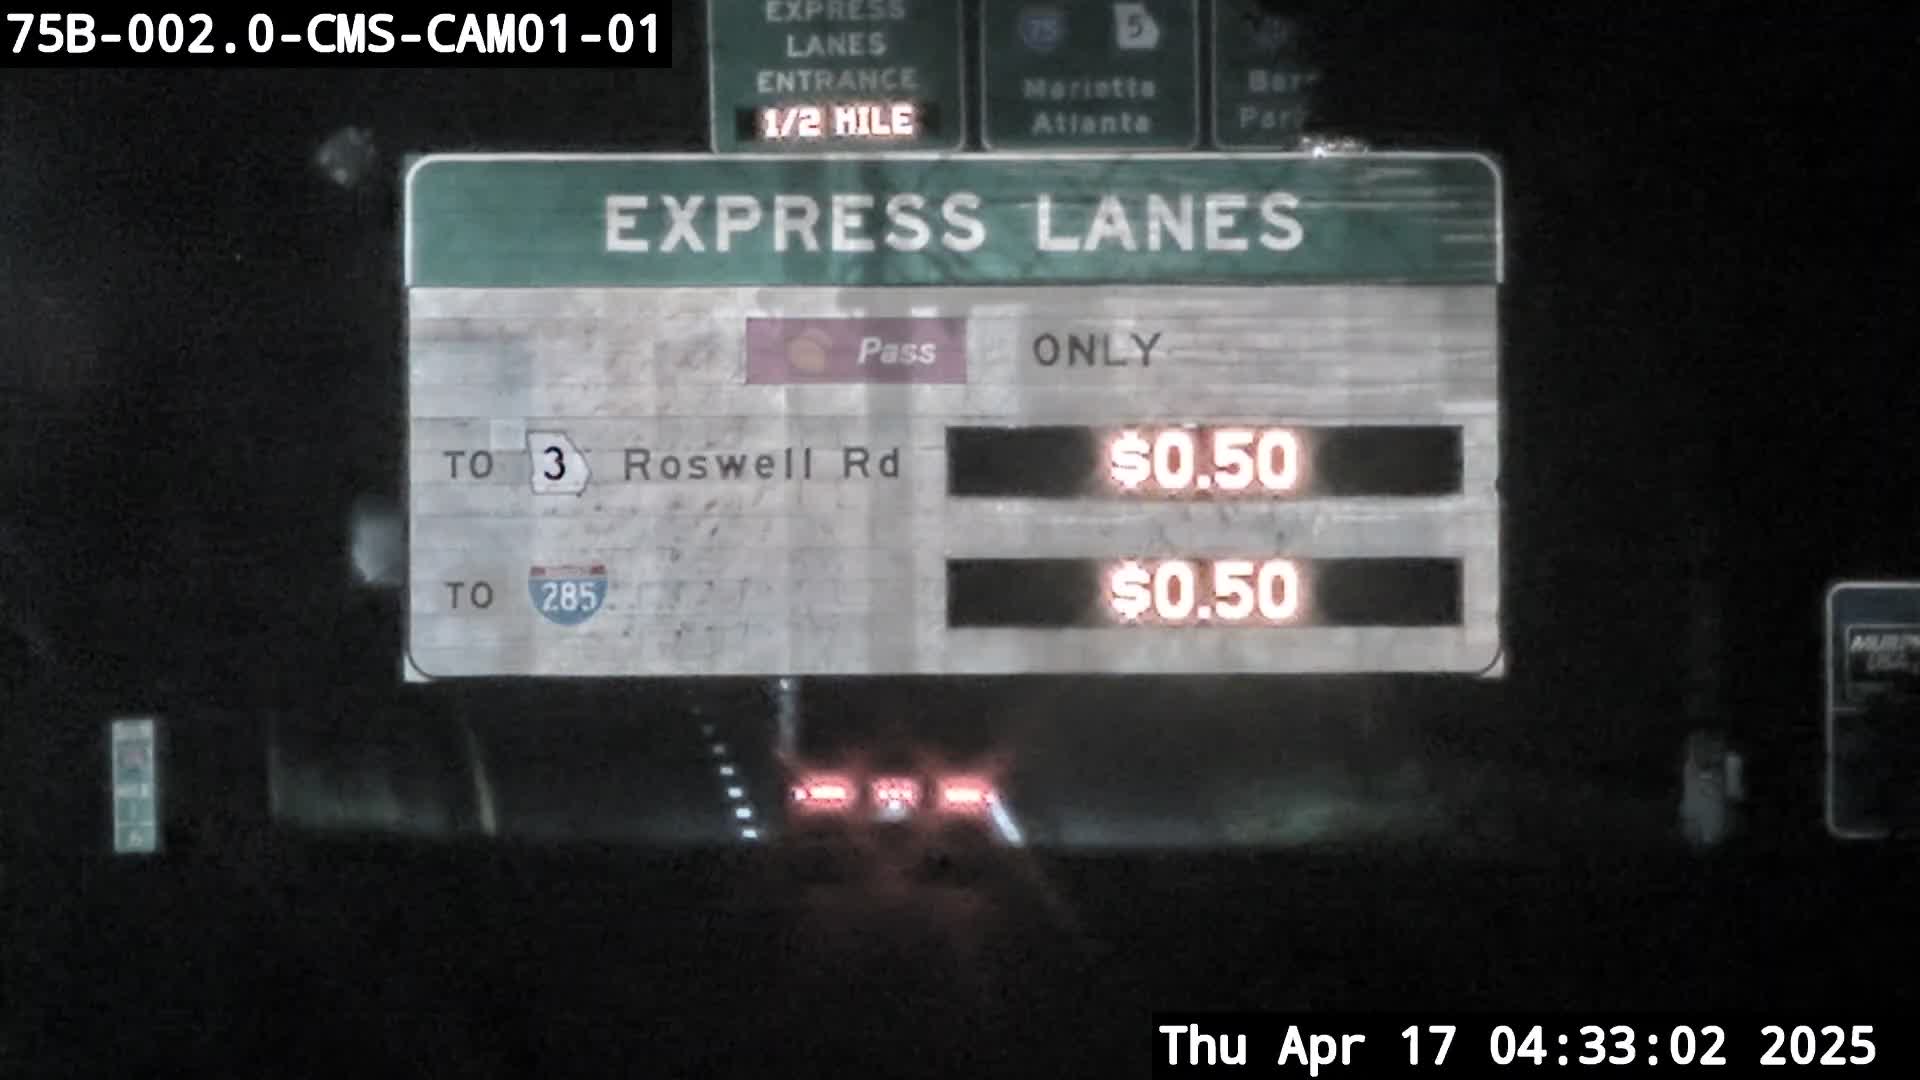 75B-002.0-CMS-CAM01-01
EXPRESS
LANES
ENTRANCE
1/2 MILE
75 5
Marietta
Atlanta
EXPRESS LANES
Pass ONLY
TO 3 Roswell Rd $0.50
TO 285 $0.50
Thu Apr 17 04:33:02 2025